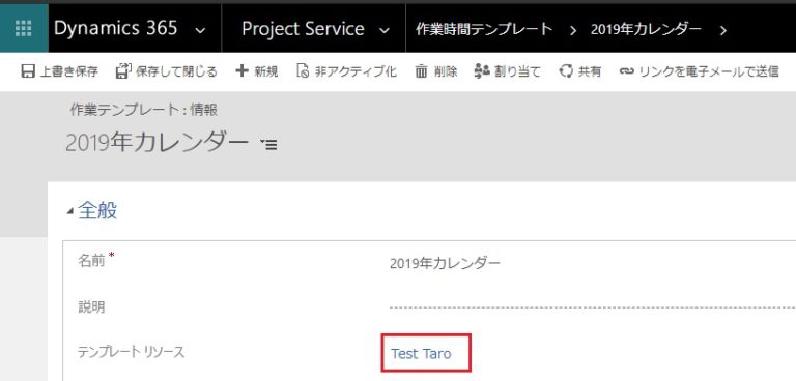 Dynamics 365 Project Service 作業時間テンプレート 2019年カレンダー
上書き保存 保存して閉じる 新規 非アクティブ化 削除 割り当て 共有 リンクを電子メールで送信
作業テンプレート : 情報
2019年カレンダー
全般
名前 * 2019年カレンダー
説明
テンプレート リソース Test Taro